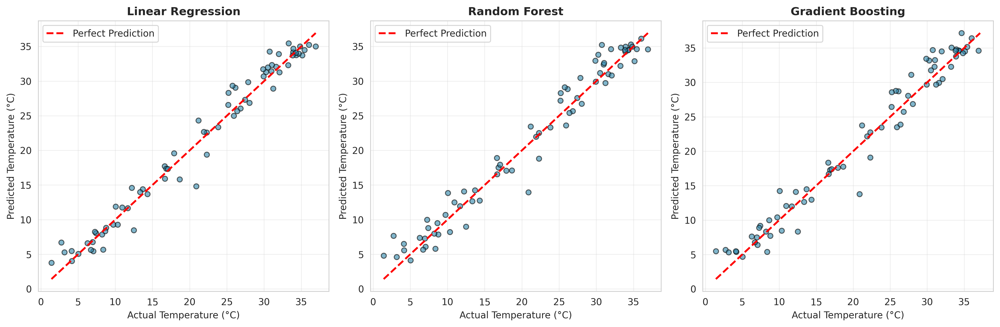 Linear Regression
Perfect Prediction
Predicted Temperature (°C)
35
30
25
20
15
10
5
0
0 5 10 15 20 25 30 35
Actual Temperature (°C)
Random Forest
Perfect Prediction
Predicted Temperature (°C)
35
30
25
20
15
10
5
0
0 5 10 15 20 25 30 35
Actual Temperature (°C)
Gradient Boosting
Perfect Prediction
Predicted Temperature (°C)
35
30
25
20
15
10
5
0
0 5 10 15 20 25 30 35
Actual Temperature (°C)